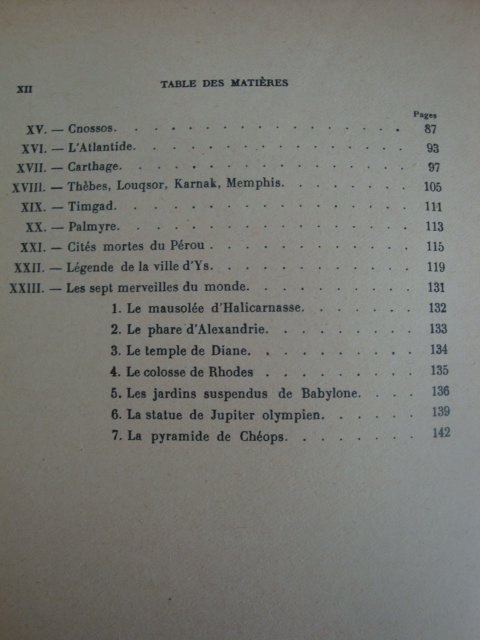 XII TABLE DES MATIÈRES
Pages
XV. — Cnossos. . . . . . . . . . . . . . . . 87
XVI. — L'Atlantide. . . . . . . . . . . . . . . 93
XVII. — Carthage. . . . . . . . . . . . . . . . 97
XVIII. — Thèbes, Louqsor, Karnak, Memphis. . . . . . . 105
XIX. — Timgad. . . . . . . . . . . . . . . . 111
XX. — Palmyre. . . . . . . . . . . . . . . . 113
XXI. — Cités mortes du Pérou . . . . . . . . . . . 115
XXII. — Légende de la ville d'Ys. . . . . . . . . . . 119
XXIII. — Les sept merveilles du monde. . . . . . . . . 131
1. Le mausolée d'Halicarnasse. . . . . . 132
2. Le phare d'Alexandrie. . . . . . . . 133
3. Le temple de Diane. . . . . . . . . 134
4. Le colosse de Rhodes . . . . . . . . 135
5. Les jardins suspendus de Babylone. . . . 136
6. La statue de Jupiter olympien. . . . . . 139
7. La pyramide de Chéops. . . . . . . . 142